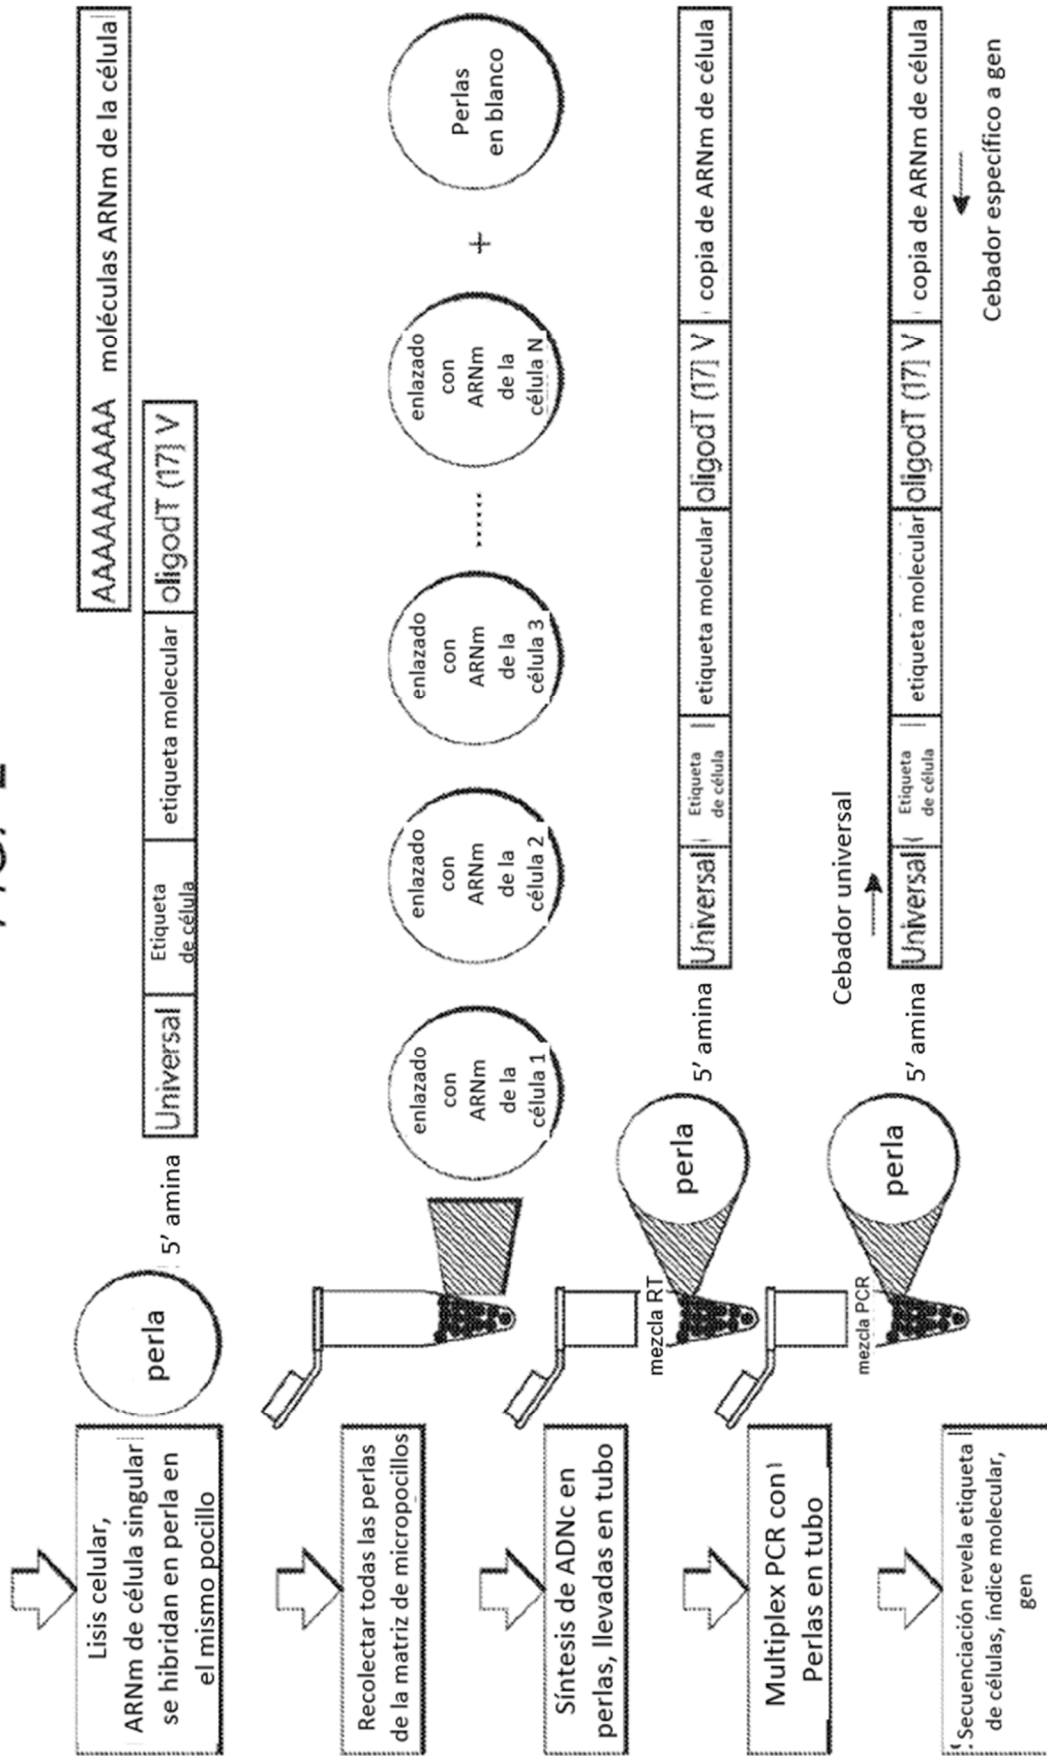 Lisis celular,
ARNm de célula singular
se hibridan en perla en
el mismo pocillo
perla
5' amina
Universal
Etiqueta
de célula
etiqueta molecular
oligodT (17) V
AAAAAAAAAA moléculas ARNm de la célula
Recolectar todas las perlas
de la matriz de micropocillos
enlazado
con
ARNm
de la
célula 1
enlazado
con
ARNm
de la
célula 2
enlazado
con
ARNm
de la
célula 3
......
enlazado
con
ARNm
de la
célula N
+
Perlas
en blanco
Síntesis de ADNc en
perlas, llevadas en tubo
mezcla RT
perla
5' amina
Universal
Etiqueta
de célula
etiqueta molecular
oligodT (17) V
copia de ARNm de célula
Multiplex PCR con
Perlas en tubo
mezcla PCR
perla
5' amina
Cebador universal
Universal
Etiqueta
de célula
etiqueta molecular
oligodT (17) V
copia de ARNm de célula
Cebador específico a gen
Secuenciación revela etiqueta
de células, índice molecular,
gen